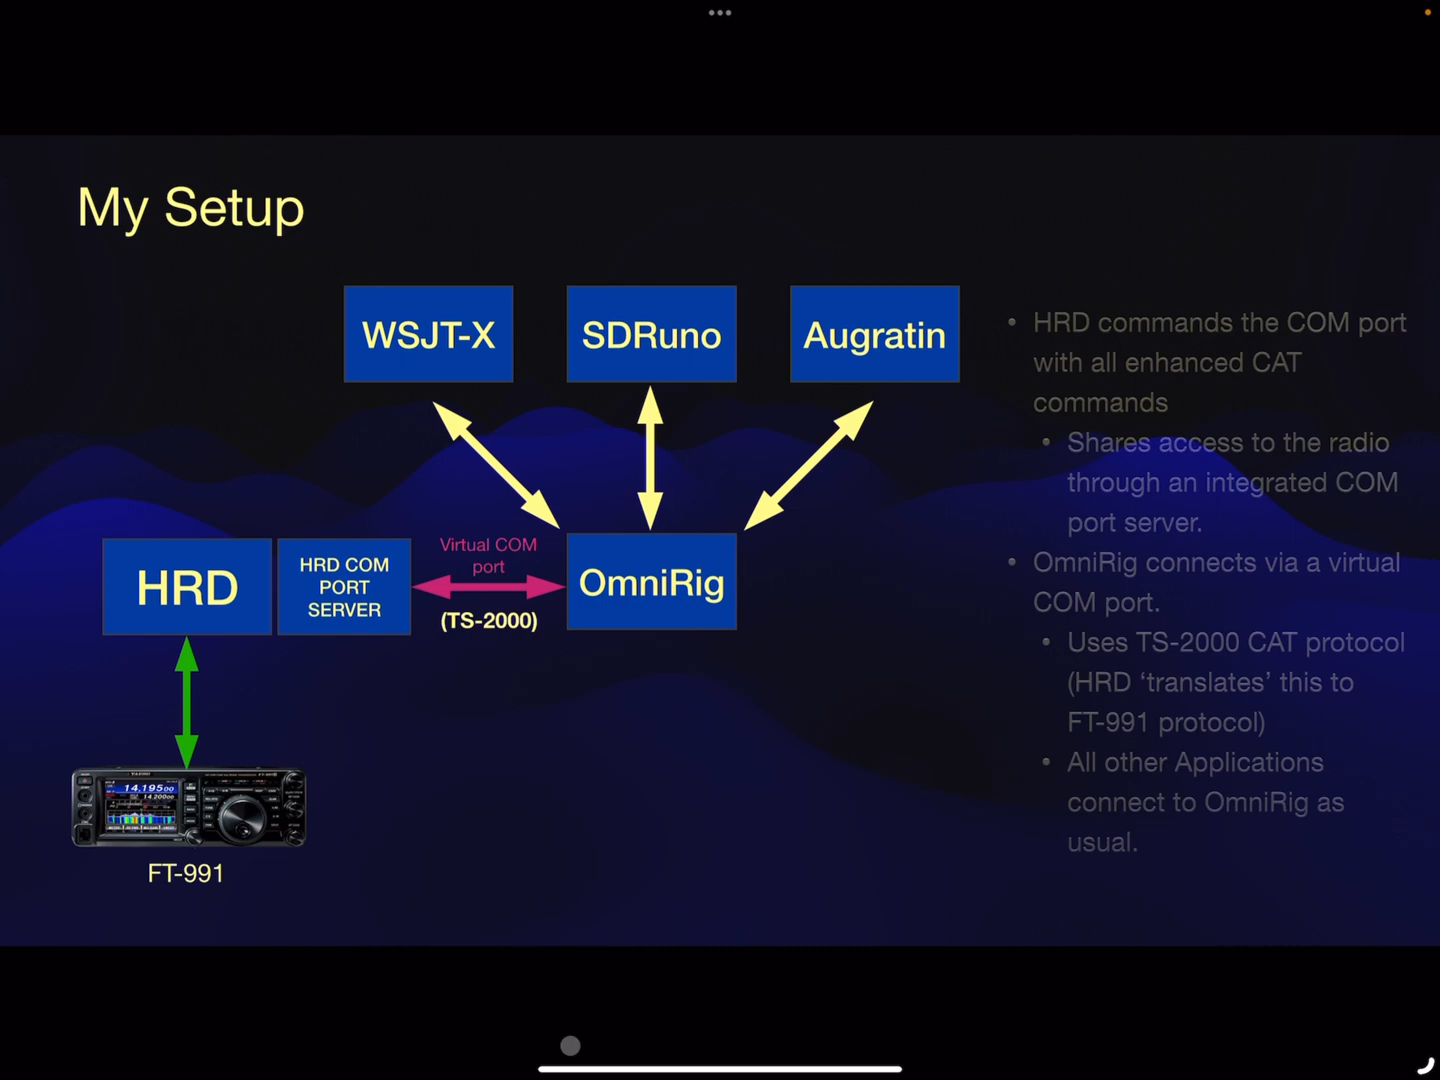 My Setup
WSJT-X
SDRuno
Augratin
HRD
HRD COM
PORT
SERVER
Virtual COM
port
(TS-2000)
OmniRig
14.19500
FT-991
• HRD commands the COM port
with all enhanced CAT
commands
• Shares access to the radio
through an integrated COM
port server.
• OmniRig connects via a virtual
COM port.
• Uses TS-2000 CAT protocol
(HRD ‘translates’ this to
FT-991 protocol)
• All other Applications
connect to OmniRig as
usual.